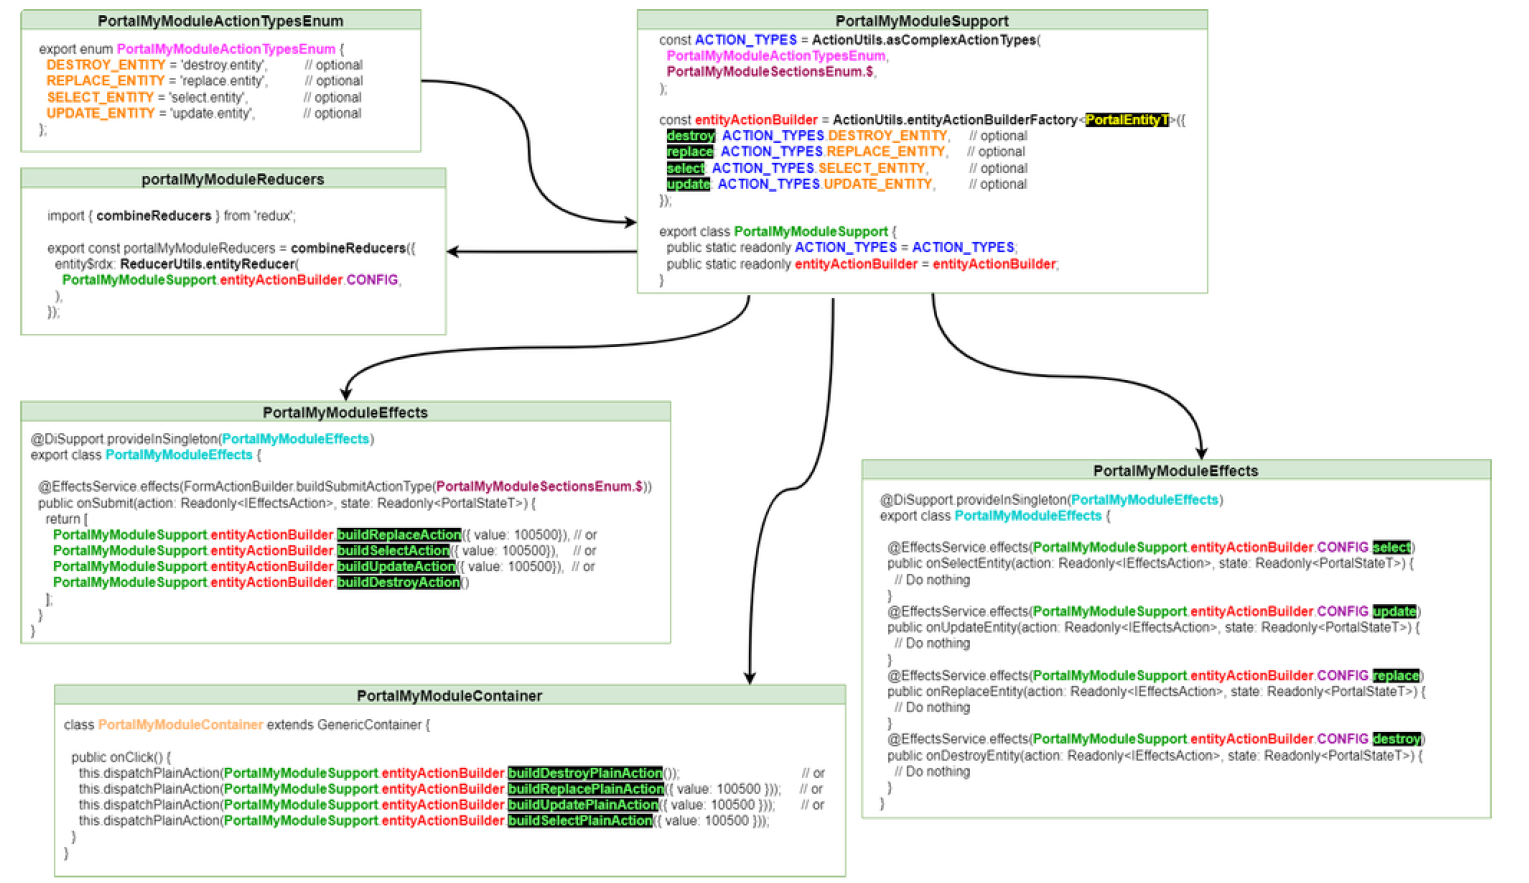 PortalMyModuleActionTypesEnum
export enum PortalMyModuleActionTypesEnum {
DESTROY_ENTITY = 'destroy.entity', // optional
REPLACE_ENTITY = 'replace.entity', // optional
SELECT_ENTITY = 'select.entity', // optional
UPDATE_ENTITY = 'update.entity', // optional
};
PortalMyModuleSupport
const ACTION_TYPES = ActionUtils.asComplexActionTypes(
PortalMyModuleActionTypesEnum,
PortalMyModuleSectionsEnum.$,
);
const entityActionBuilder = ActionUtils.entityActionBuilderFactory<PortalEntityT>({
destroy: ACTION_TYPES.DESTROY_ENTITY, // optional
replace: ACTION_TYPES.REPLACE_ENTITY, // optional
select: ACTION_TYPES.SELECT_ENTITY, // optional
update: ACTION_TYPES.UPDATE_ENTITY, // optional
});
export class PortalMyModuleSupport {
public static readonly ACTION_TYPES = ACTION_TYPES;
public static readonly entityActionBuilder = entityActionBuilder;
}
portalMyModuleReducers
import { combineReducers } from 'redux';
export const portalMyModuleReducers = combineReducers({
entity$rdx: ReducerUtils.entityReducer(
PortalMyModuleSupport.entityActionBuilder.CONFIG,
),
});
PortalMyModuleEffects
@DiSupport.provideInSingleton(PortalMyModuleEffects)
export class PortalMyModuleEffects {
@EffectsService.effects(FormActionBuilder.buildSubmitActionType(PortalMyModuleSectionsEnum.$))
public onSubmit(action: Readonly<IEffectsAction>, state: Readonly<PortalStateT>) {
return [
PortalMyModuleSupport.entityActionBuilder.buildReplaceAction({ value: 100500}), // or
PortalMyModuleSupport.entityActionBuilder.buildSelectAction({ value: 100500}), // or
PortalMyModuleSupport.entityActionBuilder.buildUpdateAction({ value: 100500}), // or
PortalMyModuleSupport.entityActionBuilder.buildDestroyAction()
];
}
}
PortalMyModuleEffects
@DiSupport.provideInSingleton(PortalMyModuleEffects)
export class PortalMyModuleEffects {
@EffectsService.effects(PortalMyModuleSupport.entityActionBuilder.CONFIG.select)
public onSelectEntity(action: Readonly<IEffectsAction>, state: Readonly<PortalStateT>) {
// Do nothing
}
@EffectsService.effects(PortalMyModuleSupport.entityActionBuilder.CONFIG.update)
public onUpdateEntity(action: Readonly<IEffectsAction>, state: Readonly<PortalStateT>) {
// Do nothing
}
@EffectsService.effects(PortalMyModuleSupport.entityActionBuilder.CONFIG.replace)
public onReplaceEntity(action: Readonly<IEffectsAction>, state: Readonly<PortalStateT>) {
// Do nothing
}
@EffectsService.effects(PortalMyModuleSupport.entityActionBuilder.CONFIG.destroy)
public onDestroyEntity(action: Readonly<IEffectsAction>, state: Readonly<PortalStateT>) {
// Do nothing
}
}
PortalMyModuleContainer
class PortalMyModuleContainer extends GenericContainer {
public onClick() {
this.dispatchPlainAction(PortalMyModuleSupport.entityActionBuilder.buildDestroyPlainAction()); // or
this.dispatchPlainAction(PortalMyModuleSupport.entityActionBuilder.buildReplacePlainAction({ value: 100500 })); // or
this.dispatchPlainAction(PortalMyModuleSupport.entityActionBuilder.buildUpdatePlainAction({ value: 100500 })); // or
this.dispatchPlainAction(PortalMyModuleSupport.entityActionBuilder.buildSelectPlainAction({ value: 100500 }));
}
}